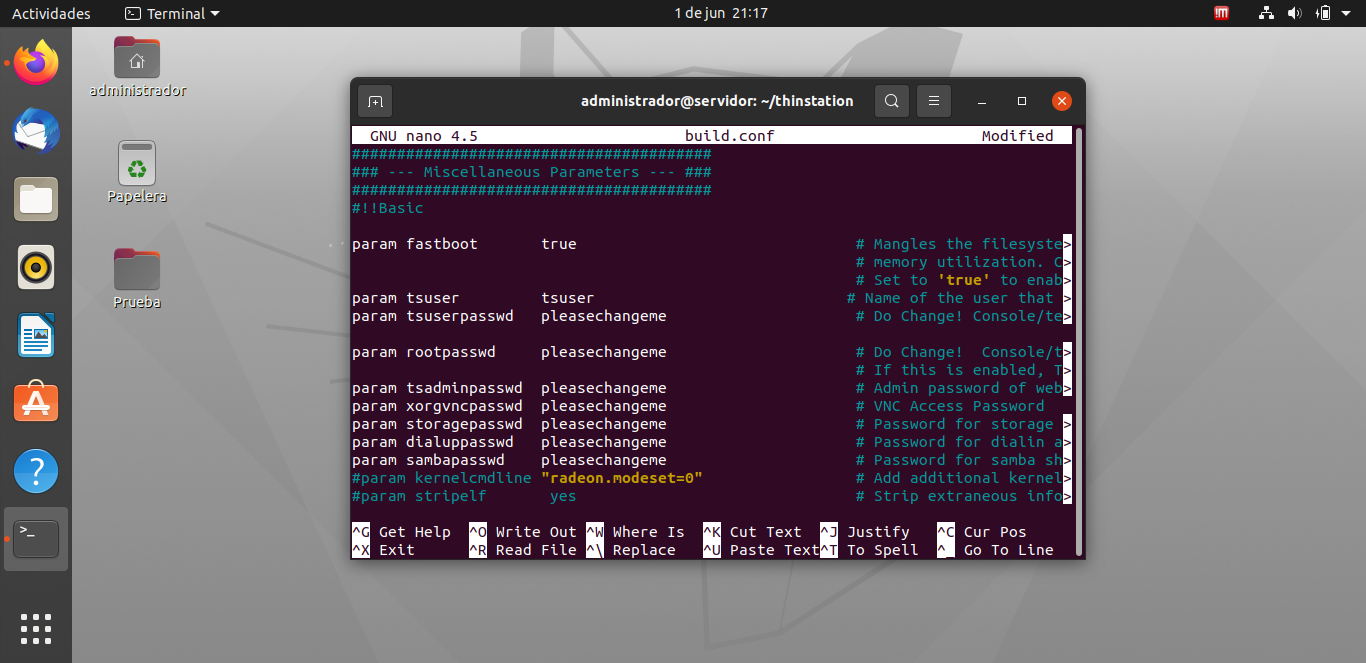 Actividades Terminal 1 de jun 21:17
administrador
Papelera
Prueba
administrador@servidor: ~/thinstation
GNU nano 4.5 build.conf Modified
########################################
### --- Miscellaneous Parameters --- ###
########################################
#!!Basic
param fastboot true # Mangles the filesyste>
# memory utilization. C>
# Set to 'true' to enab>
param tsuser tsuser # Name of the user that >
param tsuserpasswd pleasechangeme # Do Change! Console/te>
param rootpasswd pleasechangeme # Do Change! Console/t>
# If this is enabled, T>
param tsadminpasswd pleasechangeme # Admin password of web>
param xorgvncpasswd pleasechangeme # VNC Access Password
param storagepasswd pleasechangeme # Password for storage >
param dialuppasswd pleasechangeme # Password for dialin a>
param sambapasswd pleasechangeme # Password for samba sh>
#param kernelcmdline "radeon.modeset=0" # Add additional kernel>
#param stripelf yes # Strip extraneous info>
^G Get Help ^O Write Out ^W Where Is ^K Cut Text ^J Justify ^C Cur Pos
^X Exit ^R Read File ^\ Replace ^U Paste Text ^T To Spell ^_ Go To Line